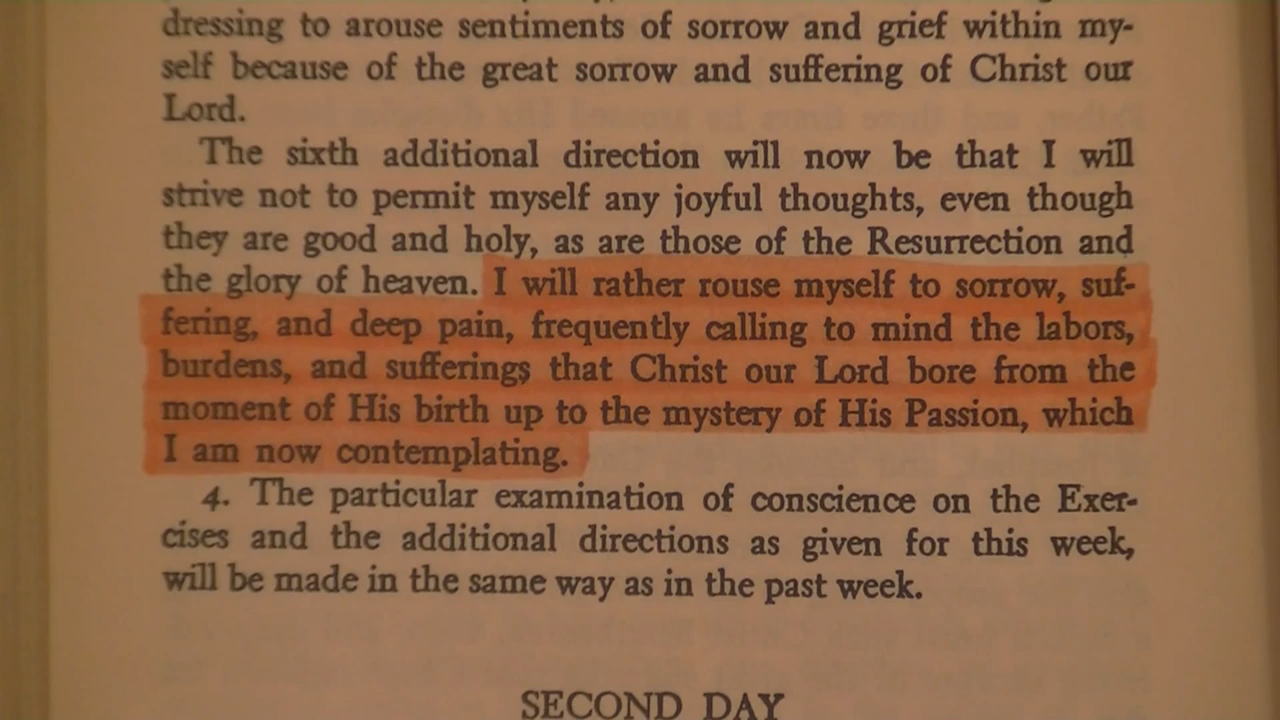 dressing to arouse sentiments of sorrow and grief within my-
self because of the great sorrow and suffering of Christ our
Lord.
The sixth additional direction will now be that I will
strive not to permit myself any joyful thoughts, even though
they are good and holy, as are those of the Resurrection and
the glory of heaven. I will rather rouse myself to sorrow, suf-
fering, and deep pain, frequently calling to mind the labors,
burdens, and sufferings that Christ our Lord bore from the
moment of His birth up to the mystery of His Passion, which
I am now contemplating.
4. The particular examination of conscience on the Exer-
cises and the additional directions as given for this week,
will be made in the same way as in the past week.
SECOND DAY